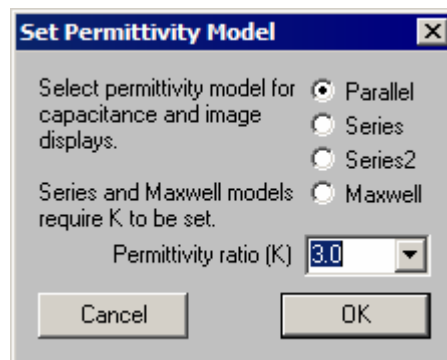 Set Permittivity Model
Select permittivity model for
capacitance and image
displays.
Parallel
Series
Series2
Maxwell
Series and Maxwell models
require K to be set.
Permittivity ratio (K) 3.0
Cancel OK